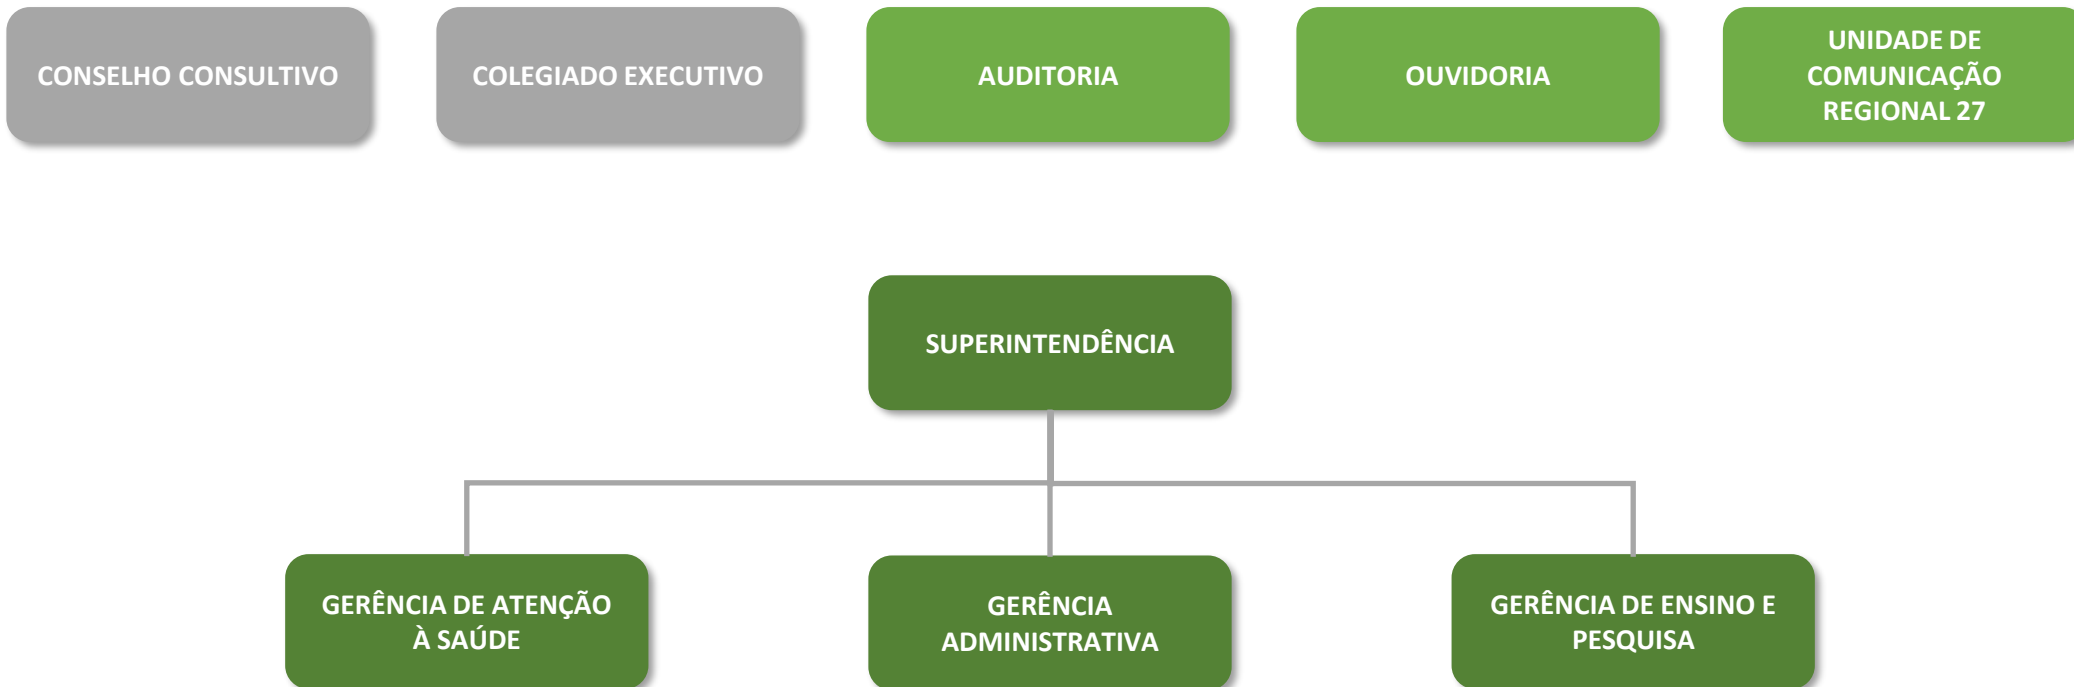 CONSELHO CONSULTIVO
COLEGIADO EXECUTIVO
AUDITORIA
OUVIDORIA
UNIDADE DE
COMUNICAÇÃO
REGIONAL 27
SUPERINTENDÊNCIA
GERÊNCIA DE ATENÇÃO
À SAÚDE
GERÊNCIA
ADMINISTRATIVA
GERÊNCIA DE ENSINO E
PESQUISA